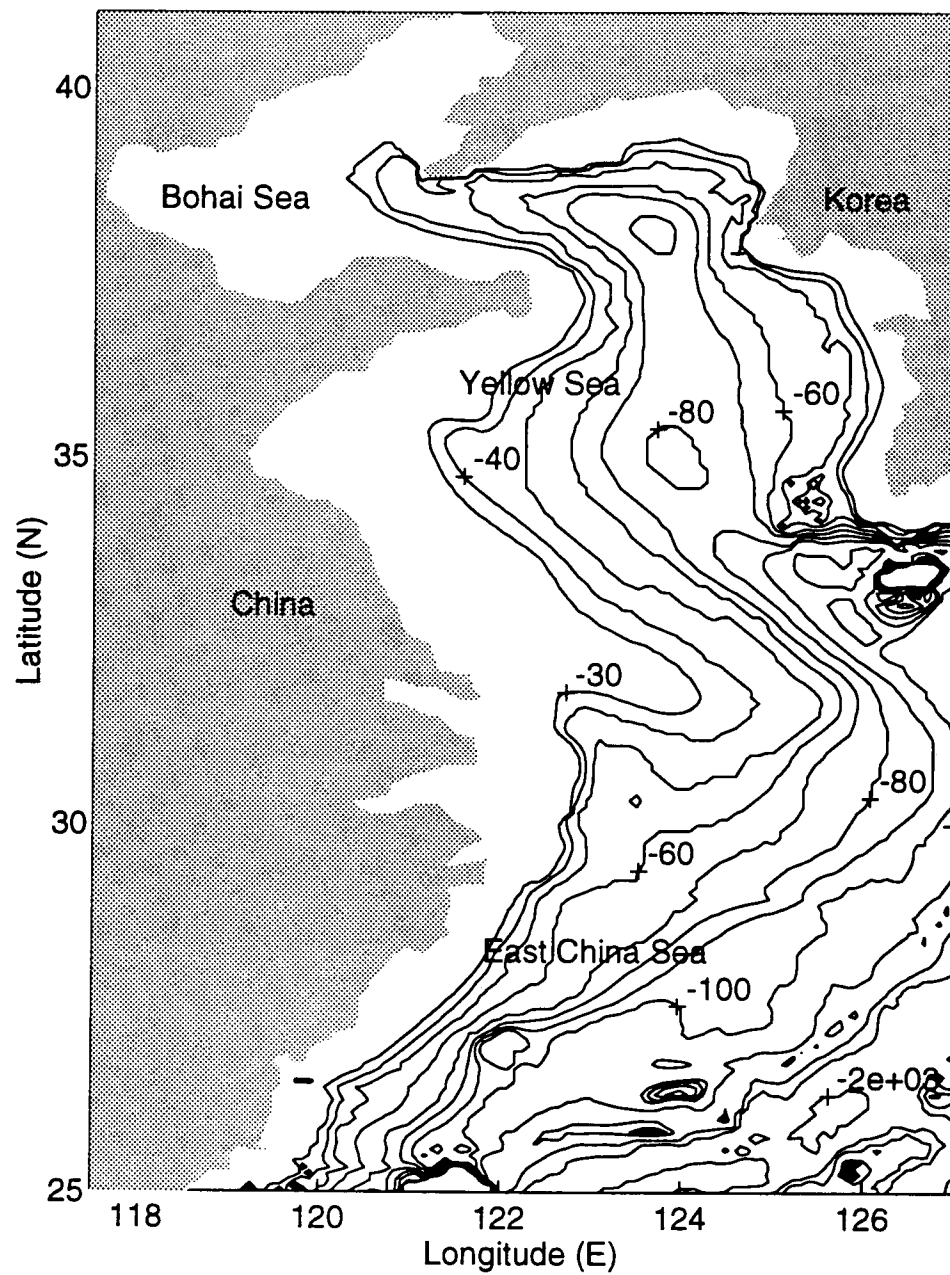 40
Bohai Sea
Korea
Yellow Sea
-80
-60
35
-40
Latitude (N)
China
-30
-80
30
-60
East China Sea
-100
-2e+03
25
118
120
122
124
126
Longitude (E)